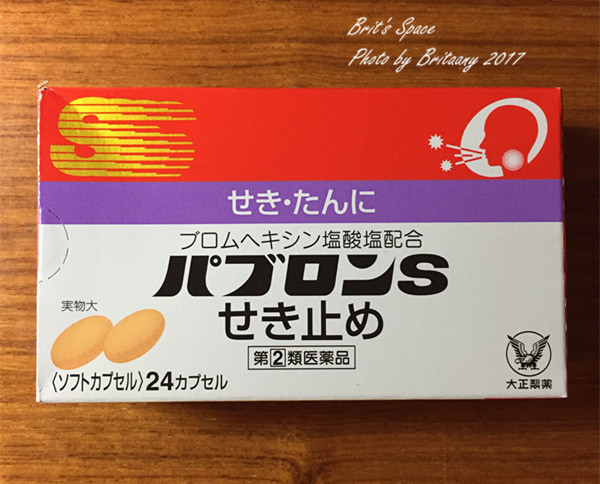 Brit's Space
Photo by Britaany 2017
S
せき・たんに
ブロムヘキシン塩酸塩配合
パブロンS
せき止め
実物大
第②類医薬品
〈ソフトカプセル〉24カプセル
大正製薬